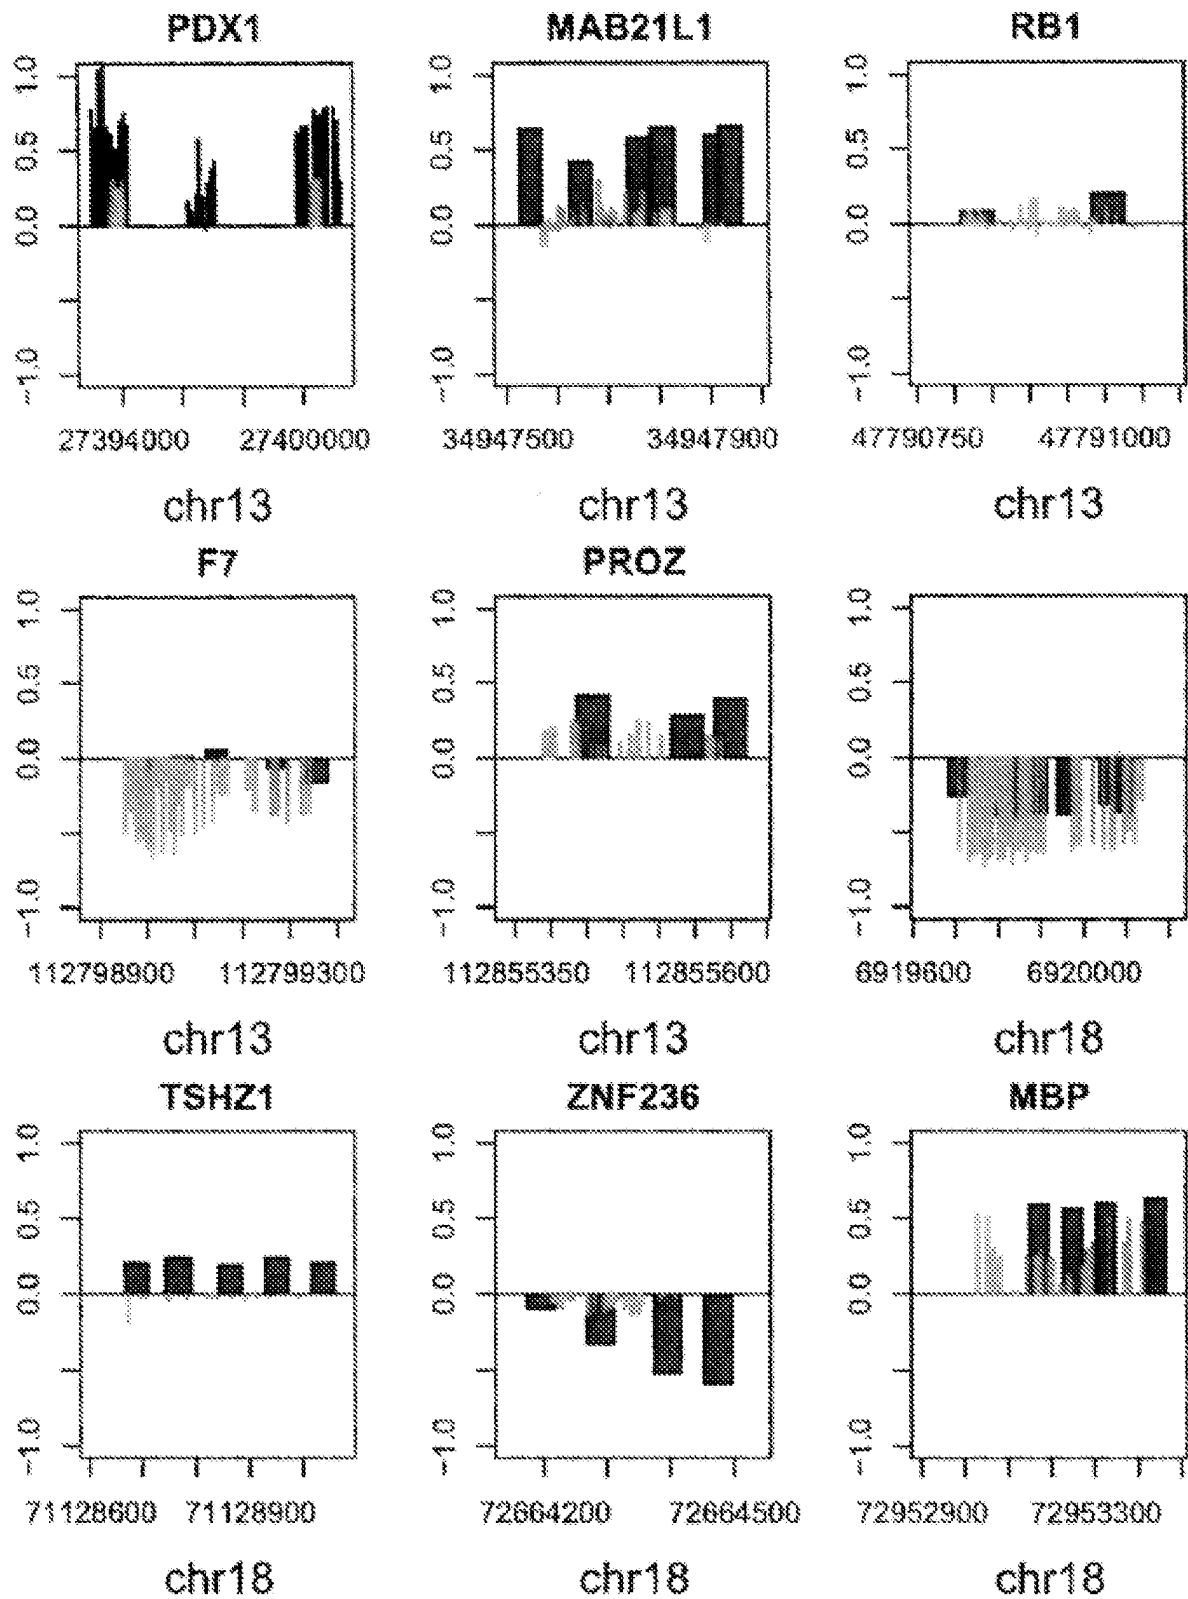 PDX1 MAB21L1 RB1
1.0 1.0 1.0
0.5 0.5 0.5
0.0 0.0 0.0
-1.0 -1.0 -1.0
27394000 27400000 34947500 34947900 47790750 47791000
chr13 chr13 chr13
F7 PROZ
1.0 1.0 1.0
0.5 0.5 0.5
0.0 0.0 0.0
-1.0 -1.0 -1.0
112798900 112799300 112855350 112855600 6919600 6920000
chr13 chr13 chr18
TSHZ1 ZNF236 MBP
1.0 1.0 1.0
0.5 0.5 0.5
0.0 0.0 0.0
-1.0 -1.0 -1.0
71128600 71128900 72664200 72664500 72952900 72953300
chr18 chr18 chr18